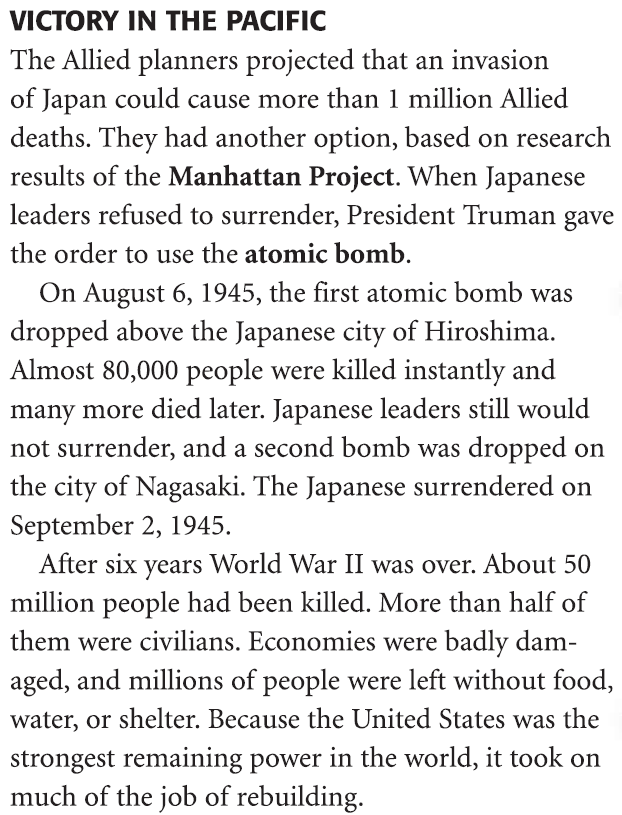 VICTORY IN THE PACIFIC
The Allied planners projected that an invasion
of Japan could cause more than 1 million Allied
deaths. They had another option, based on research
results of the Manhattan Project. When Japanese
leaders refused to surrender, President Truman gave
the order to use the atomic bomb.
On August 6, 1945, the first atomic bomb was
dropped above the Japanese city of Hiroshima.
Almost 80,000 people were killed instantly and
many more died later. Japanese leaders still would
not surrender, and a second bomb was dropped on
the city of Nagasaki. The Japanese surrendered on
September 2, 1945.
After six years World War II was over. About 50
million people had been killed. More than half of
them were civilians. Economies were badly dam-
aged, and millions of people were left without food,
water, or shelter. Because the United States was the
strongest remaining power in the world, it took on
much of the job of rebuilding.